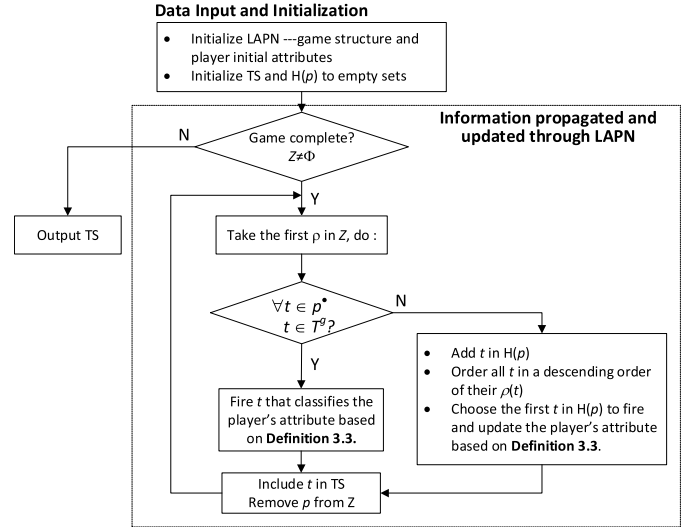 Data Input and Initialization
• Initialize LAPN ---game structure and
player initial attributes
• Initialize TS and H(p) to empty sets
Information propagated and
updated through LAPN
N
Game complete?
Z≠Φ
Y
Output TS
Take the first ρ in Z, do :
∀t ∈ p•
t ∈ Tᵍ?
N
Y
• Add t in H(p)
• Order all t in a descending order
of their ρ(t)
• Choose the first t in H(p) to fire
and update the player’s attribute
based on Definition 3.3.
Fire t that classifies the
player’s attribute based
on Definition 3.3.
Include t in TS
Remove p from Z